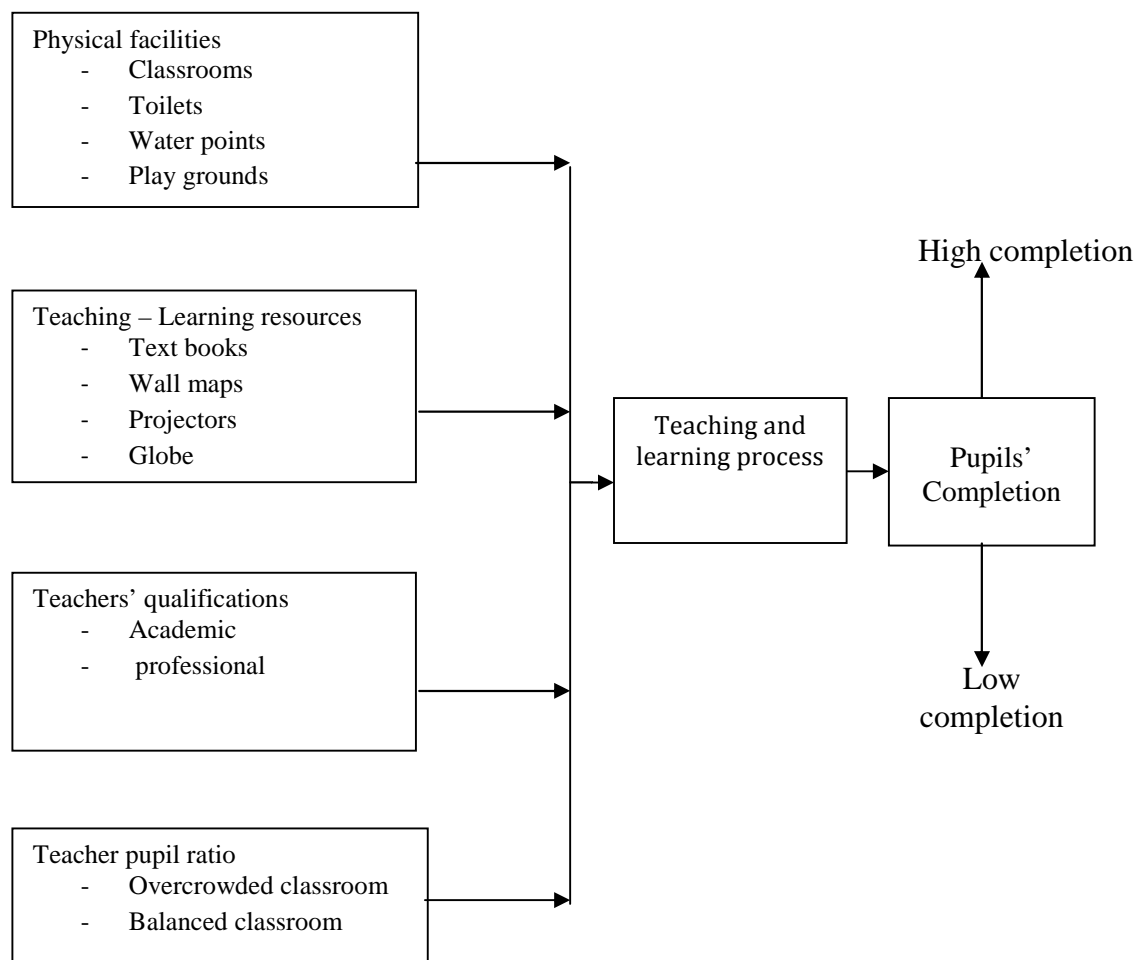 Physical facilities
- Classrooms
- Toilets
- Water points
- Play grounds
Teaching – Learning resources
- Text books
- Wall maps
- Projectors
- Globe
Teachers’ qualifications
- Academic
- professional
Teacher pupil ratio
- Overcrowded classroom
- Balanced classroom
Teaching and
learning process
Pupils’
Completion
High completion
Low
completion